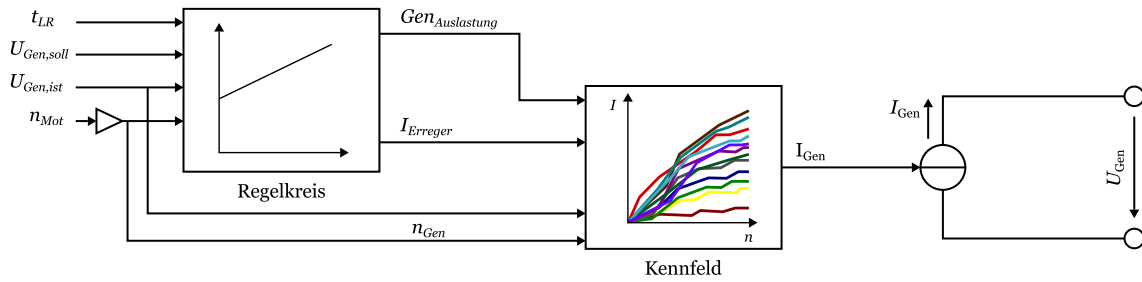 t_LR
U_Gen,soll
U_Gen,ist
n_Mot
Regelkreis
Gen_Auslastung
I_Erreger
n_Gen
I
n
Kennfeld
I_Gen
I_Gen
U_Gen